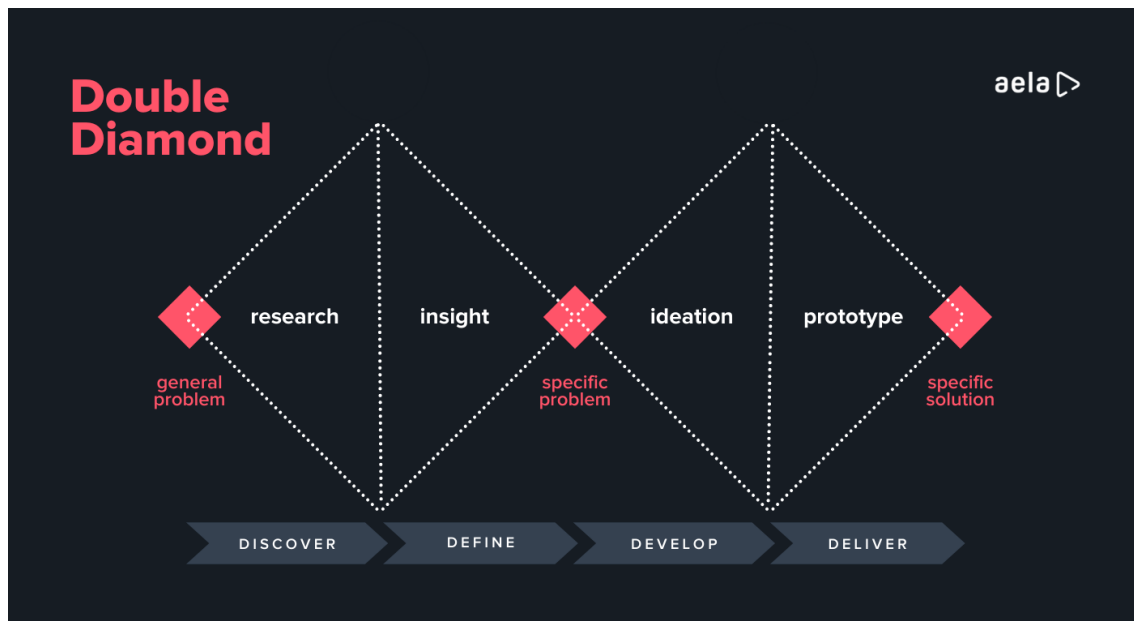 Double
Diamond
aela
research
insight
ideation
prototype
general
problem
specific
problem
specific
solution
DISCOVER
DEFINE
DEVELOP
DELIVER